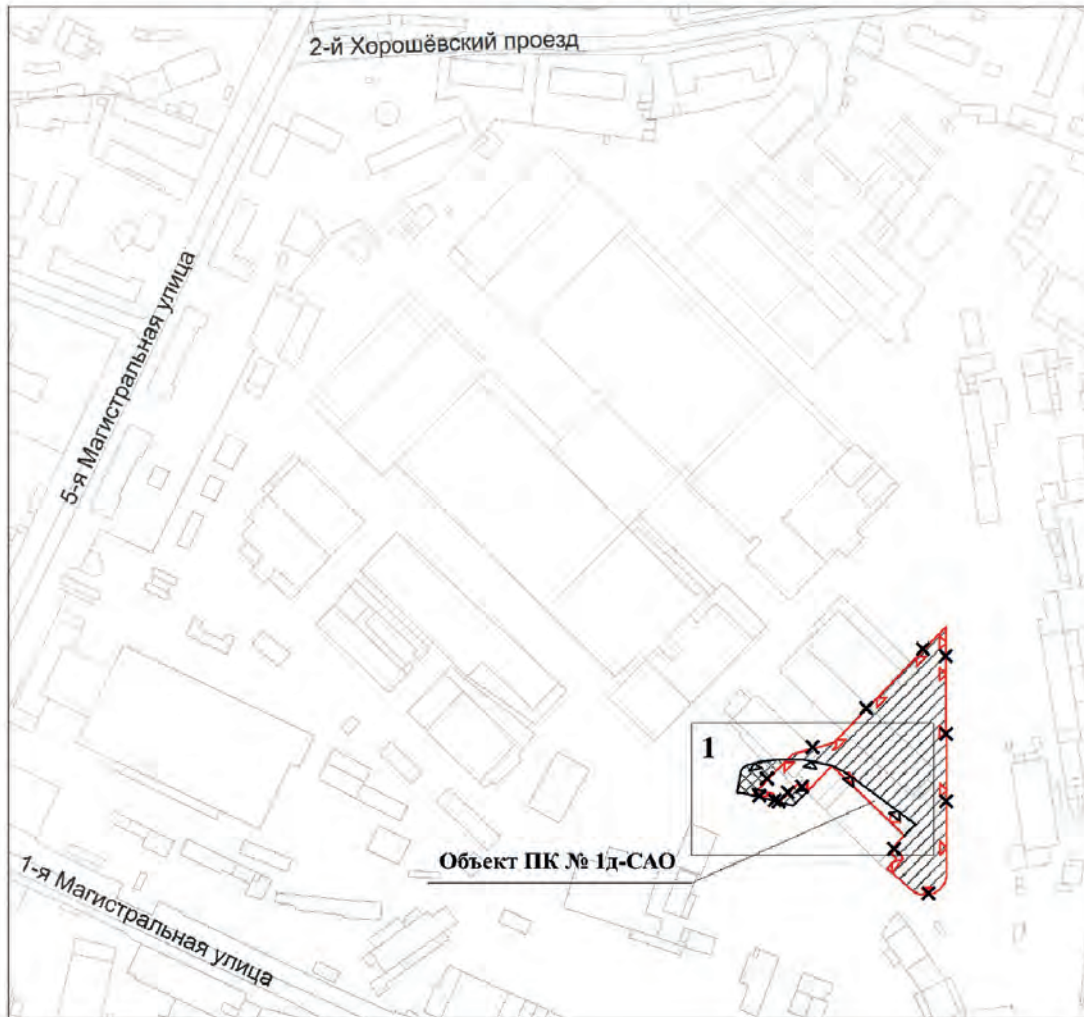 2-й Хорошёвский проезд
5-я Магистральная улица
1
Объект ПК № 1д-САО
1-я Магистральная улица